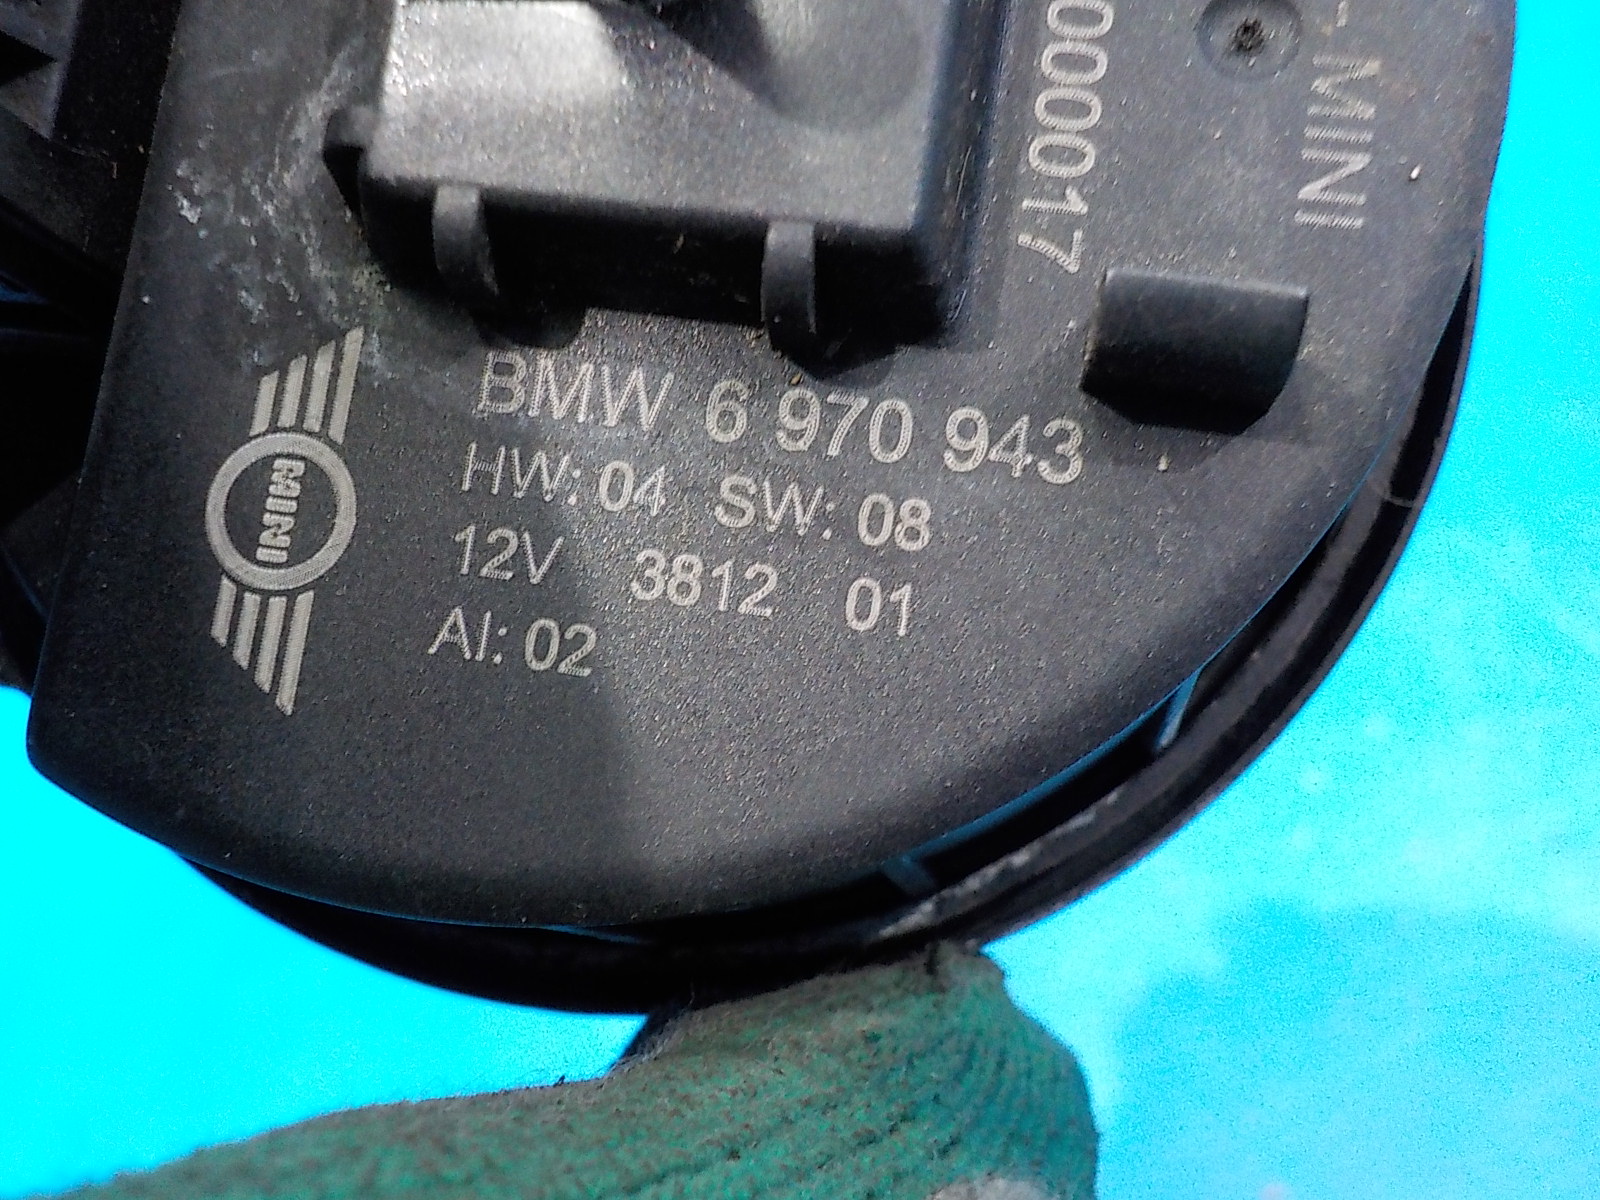 - MINI
000017
MINI
BMW 6 970 943
HW: 04 SW: 08
12V 3812 01
AI: 02